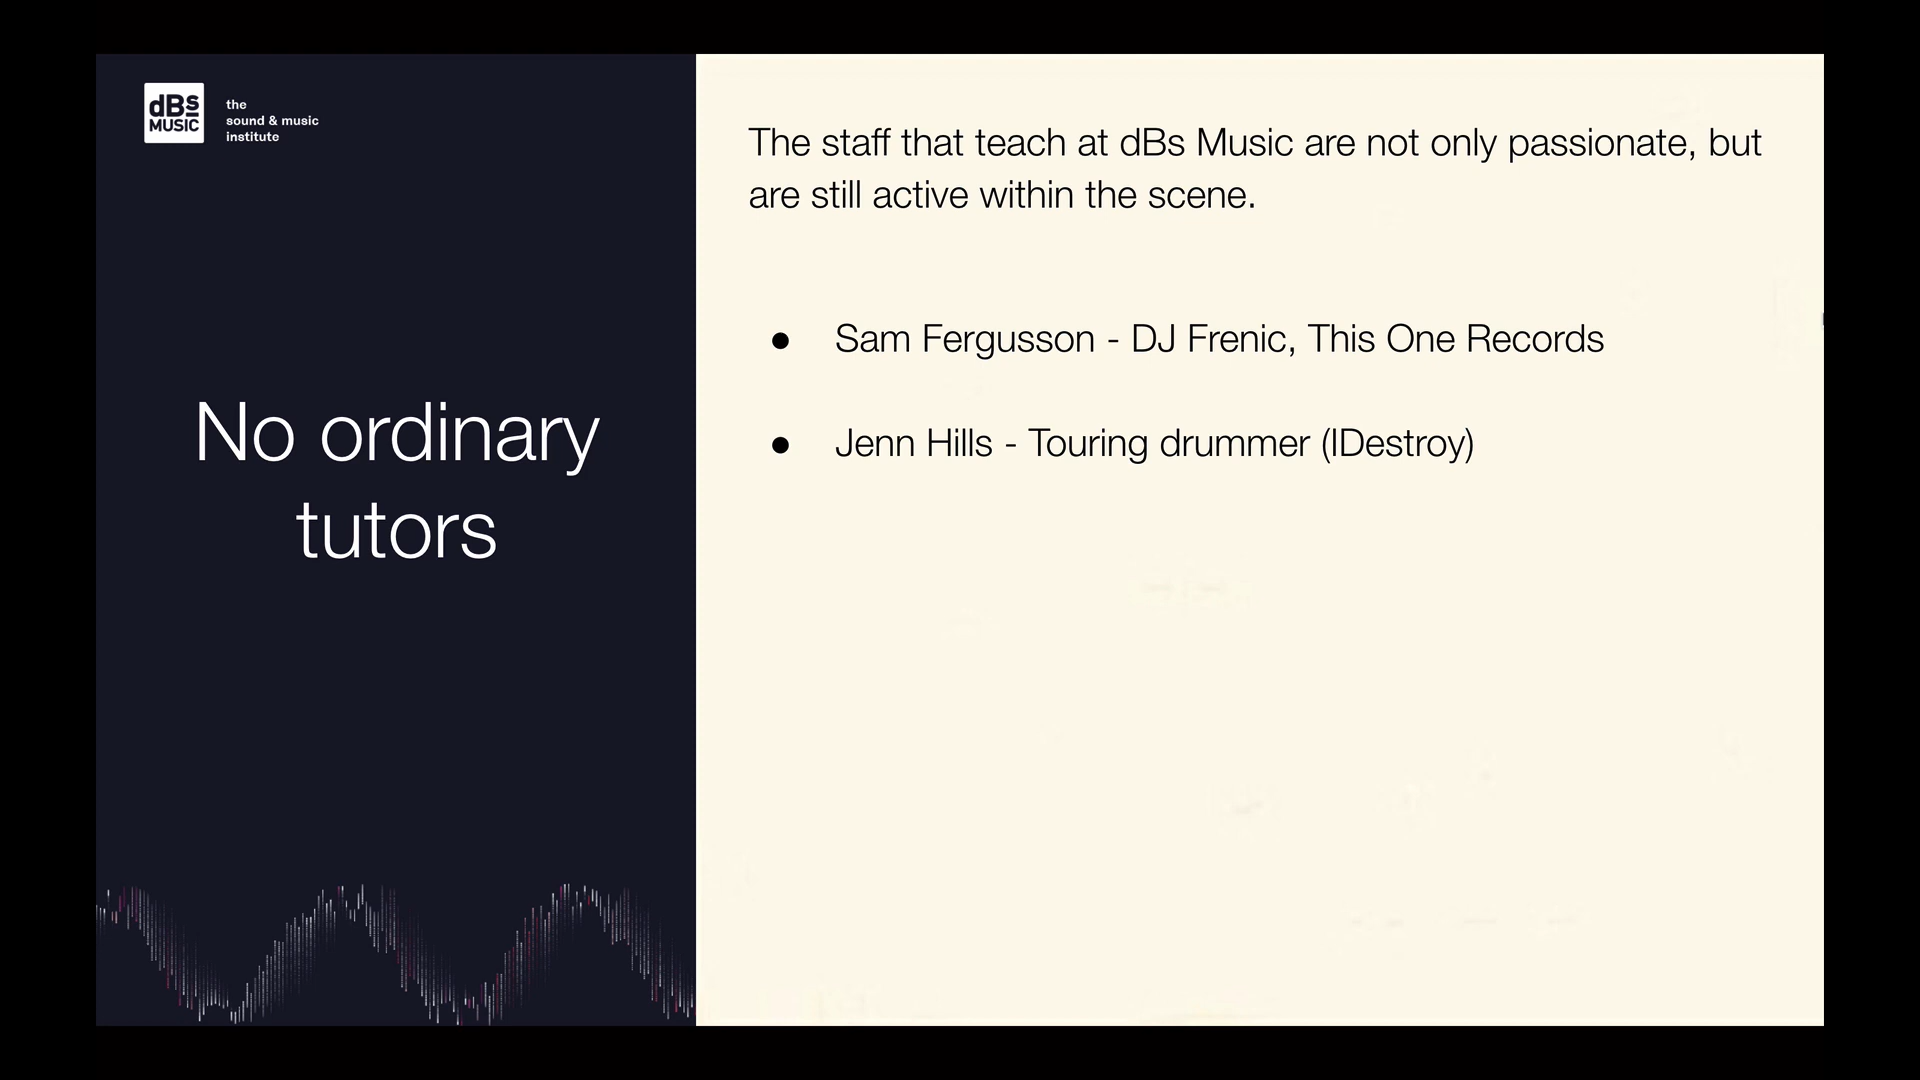 dBs
MUSIC
the
sound & music
institute
No ordinary
tutors
The staff that teach at dBs Music are not only passionate, but
are still active within the scene.
● Sam Fergusson - DJ Frenic, This One Records
● Jenn Hills - Touring drummer (IDestroy)